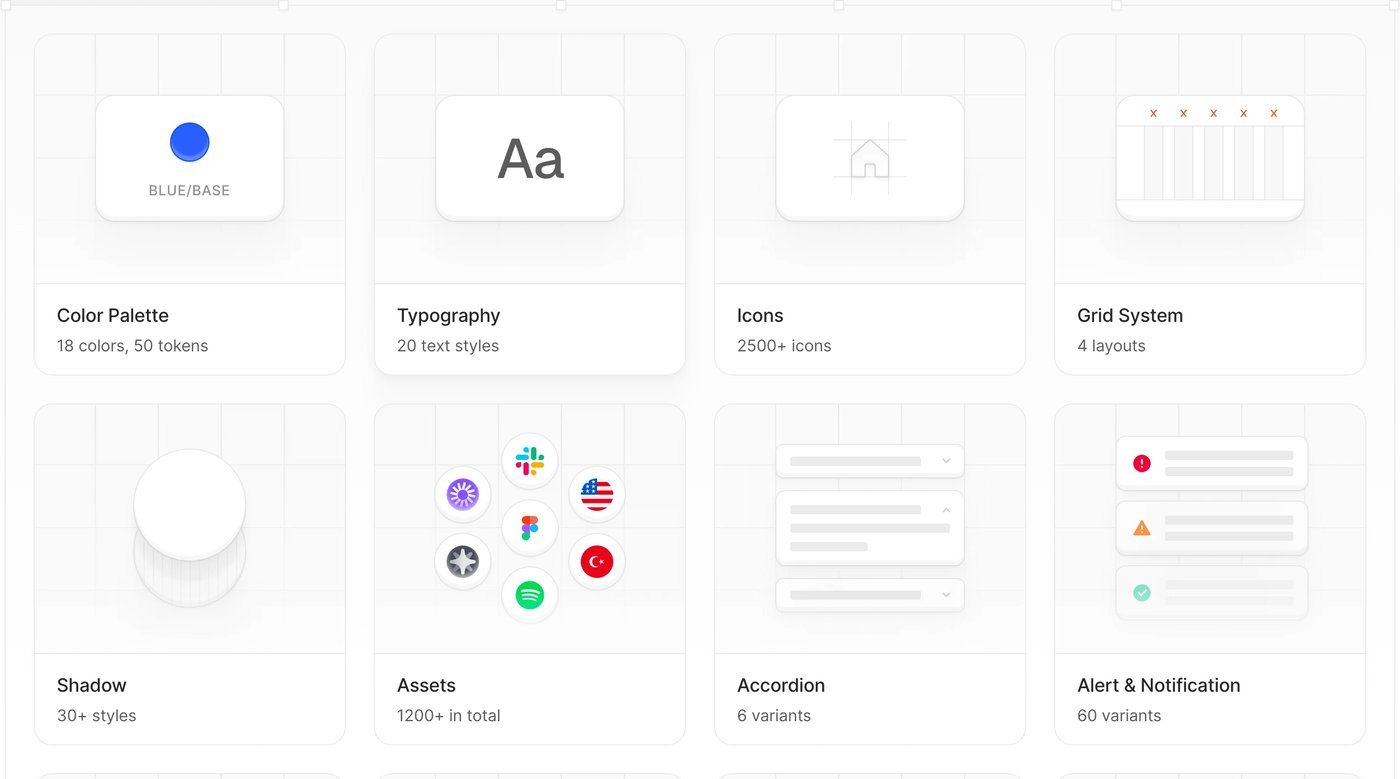 BLUE/BASE
Color Palette
18 colors, 50 tokens
Aa
Typography
20 text styles
Icons
2500+ icons
x x x x x
Grid System
4 layouts
Shadow
30+ styles
Assets
1200+ in total
Accordion
6 variants
Alert & Notification
60 variants